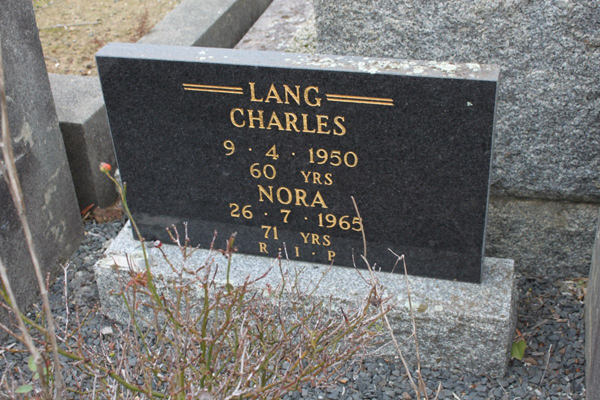 LANG
CHARLES
9 · 4 · 1950
60 YRS
NORA
26 · 7 · 1965
71 YRS
R · I · P